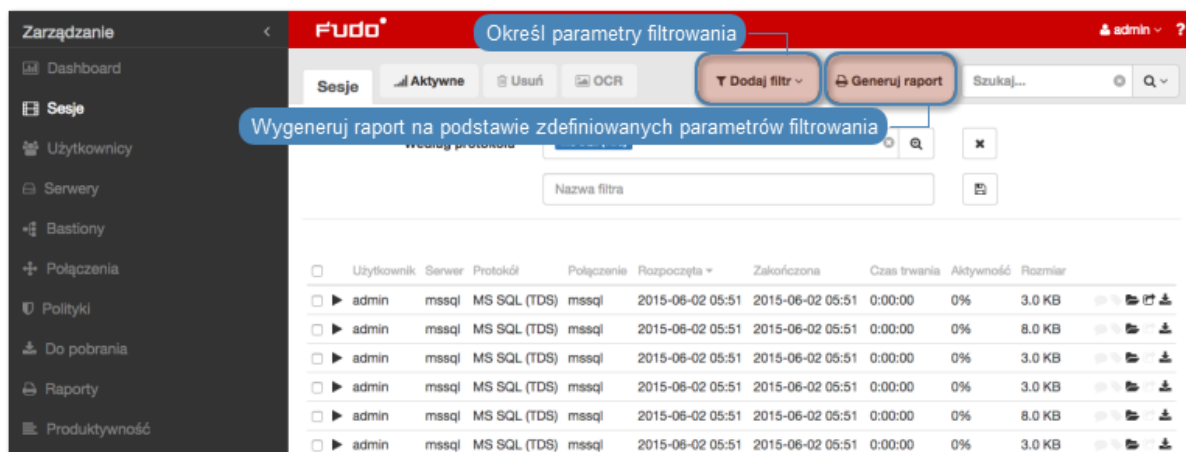 Zarządzanie
Fudo
Określ parametry filtrowania
admin
?
Dashboard
Sesje
Aktywne
Usuń
OCR
Dodaj filtr
Generuj raport
Szukaj...
Sesje
Wygeneruj raport na podstawie zdefiniowanych parametrów filtrowania
Użytkownicy
Nazwa filtra
Serwery
Bastiony
Połączenia
Polityki
Do pobrania
Raporty
Produktywność
Użytkownik Serwer Protokół Połączenie Rozpoczęta Zakończona Czas trwania Aktywność Rozmiar
admin mssql MS SQL (TDS) mssql 2015-06-02 05:51 2015-06-02 05:51 0:00:00 0% 3.0 KB
admin mssql MS SQL (TDS) mssql 2015-06-02 05:51 2015-06-02 05:51 0:00:00 0% 8.0 KB
admin mssql MS SQL (TDS) mssql 2015-06-02 05:51 2015-06-02 05:51 0:00:00 0% 3.0 KB
admin mssql MS SQL (TDS) mssql 2015-06-02 05:51 2015-06-02 05:51 0:00:00 0% 3.0 KB
admin mssql MS SQL (TDS) mssql 2015-06-02 05:51 2015-06-02 05:51 0:00:00 0% 8.0 KB
admin mssql MS SQL (TDS) mssql 2015-06-02 05:51 2015-06-02 05:51 0:00:00 0% 3.0 KB